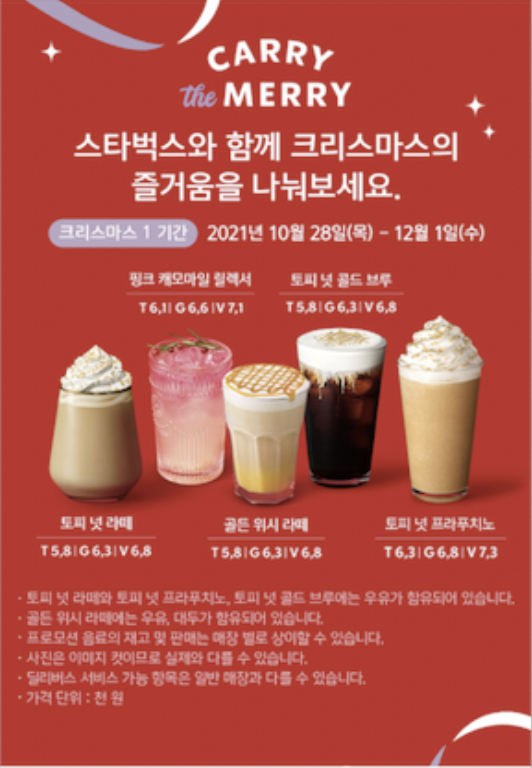 CARRY
the MERRY
스타벅스와 함께 크리스마스의
즐거움을 나눠보세요.
크리스마스 1 기간 2021년 10월 28일(목) - 12월 1일(수)
핑크 캐모마일 릴렉서
T 6,1 | G 6,6 | V 7,1
토피 넛 콜드 브루
T 5,8 | G 6,3 | V 6,8
토피 넛 라떼
T 5,8 | G 6,3 | V 6,8
골든 위시 라떼
T 5,8 | G 6,3 | V 6,8
토피 넛 프라푸치노
T 6,3 | G 6,8 | V 7,3
· 토피 넛 라떼와 토피 넛 프라푸치노, 토피 넛 콜드 브루에는 우유가 함유되어 있습니다.
· 골든 위시 라떼에는 우유, 대두가 함유되어 있습니다.
· 프로모션 음료의 재고 및 판매는 매장 별로 상이할 수 있습니다.
· 사진은 이미지 컷이므로 실제와 다를 수 있습니다.
· 딜리버스 서비스 가능 항목은 일반 매장과 다를 수 있습니다.
· 가격 단위 : 천 원